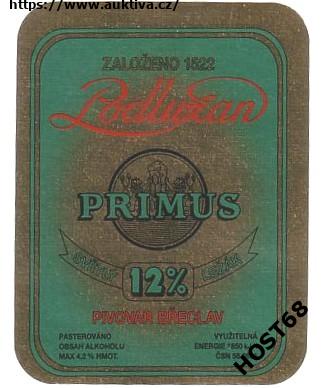 https://www.auktiva.cz/
ZALOŽENO 1522
Podlužan
PRIMUS
SVĚTLÝ 12% LEŽÁK
PIVOVAR BŘECLAV
PASTEROVÁNO
OBSAH ALKOHOLU
MAX 4,2 % HMOT.
VYUŽITELNÁ
ENERGIE
ČSN
HOST68